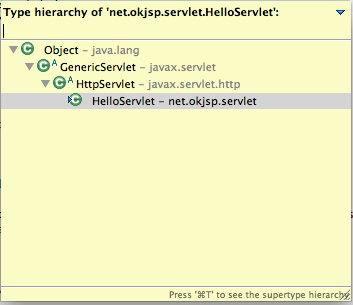 Type hierarchy of 'net.okjsp.servlet.HelloServlet':
Object – java.lang
GenericServlet – javax.servlet
HttpServlet – javax.servlet.http
HelloServlet – net.okjsp.servlet
Press '⌘T' to see the supertype hierarchy